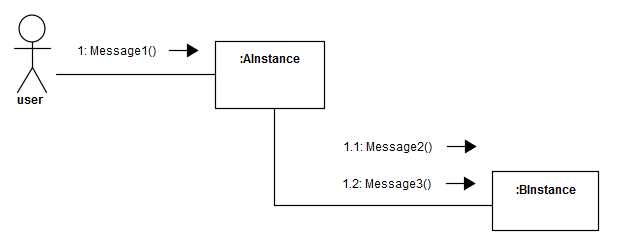 1: Message1()
:AInstance
user
1.1: Message2()
1.2: Message3()
:BInstance